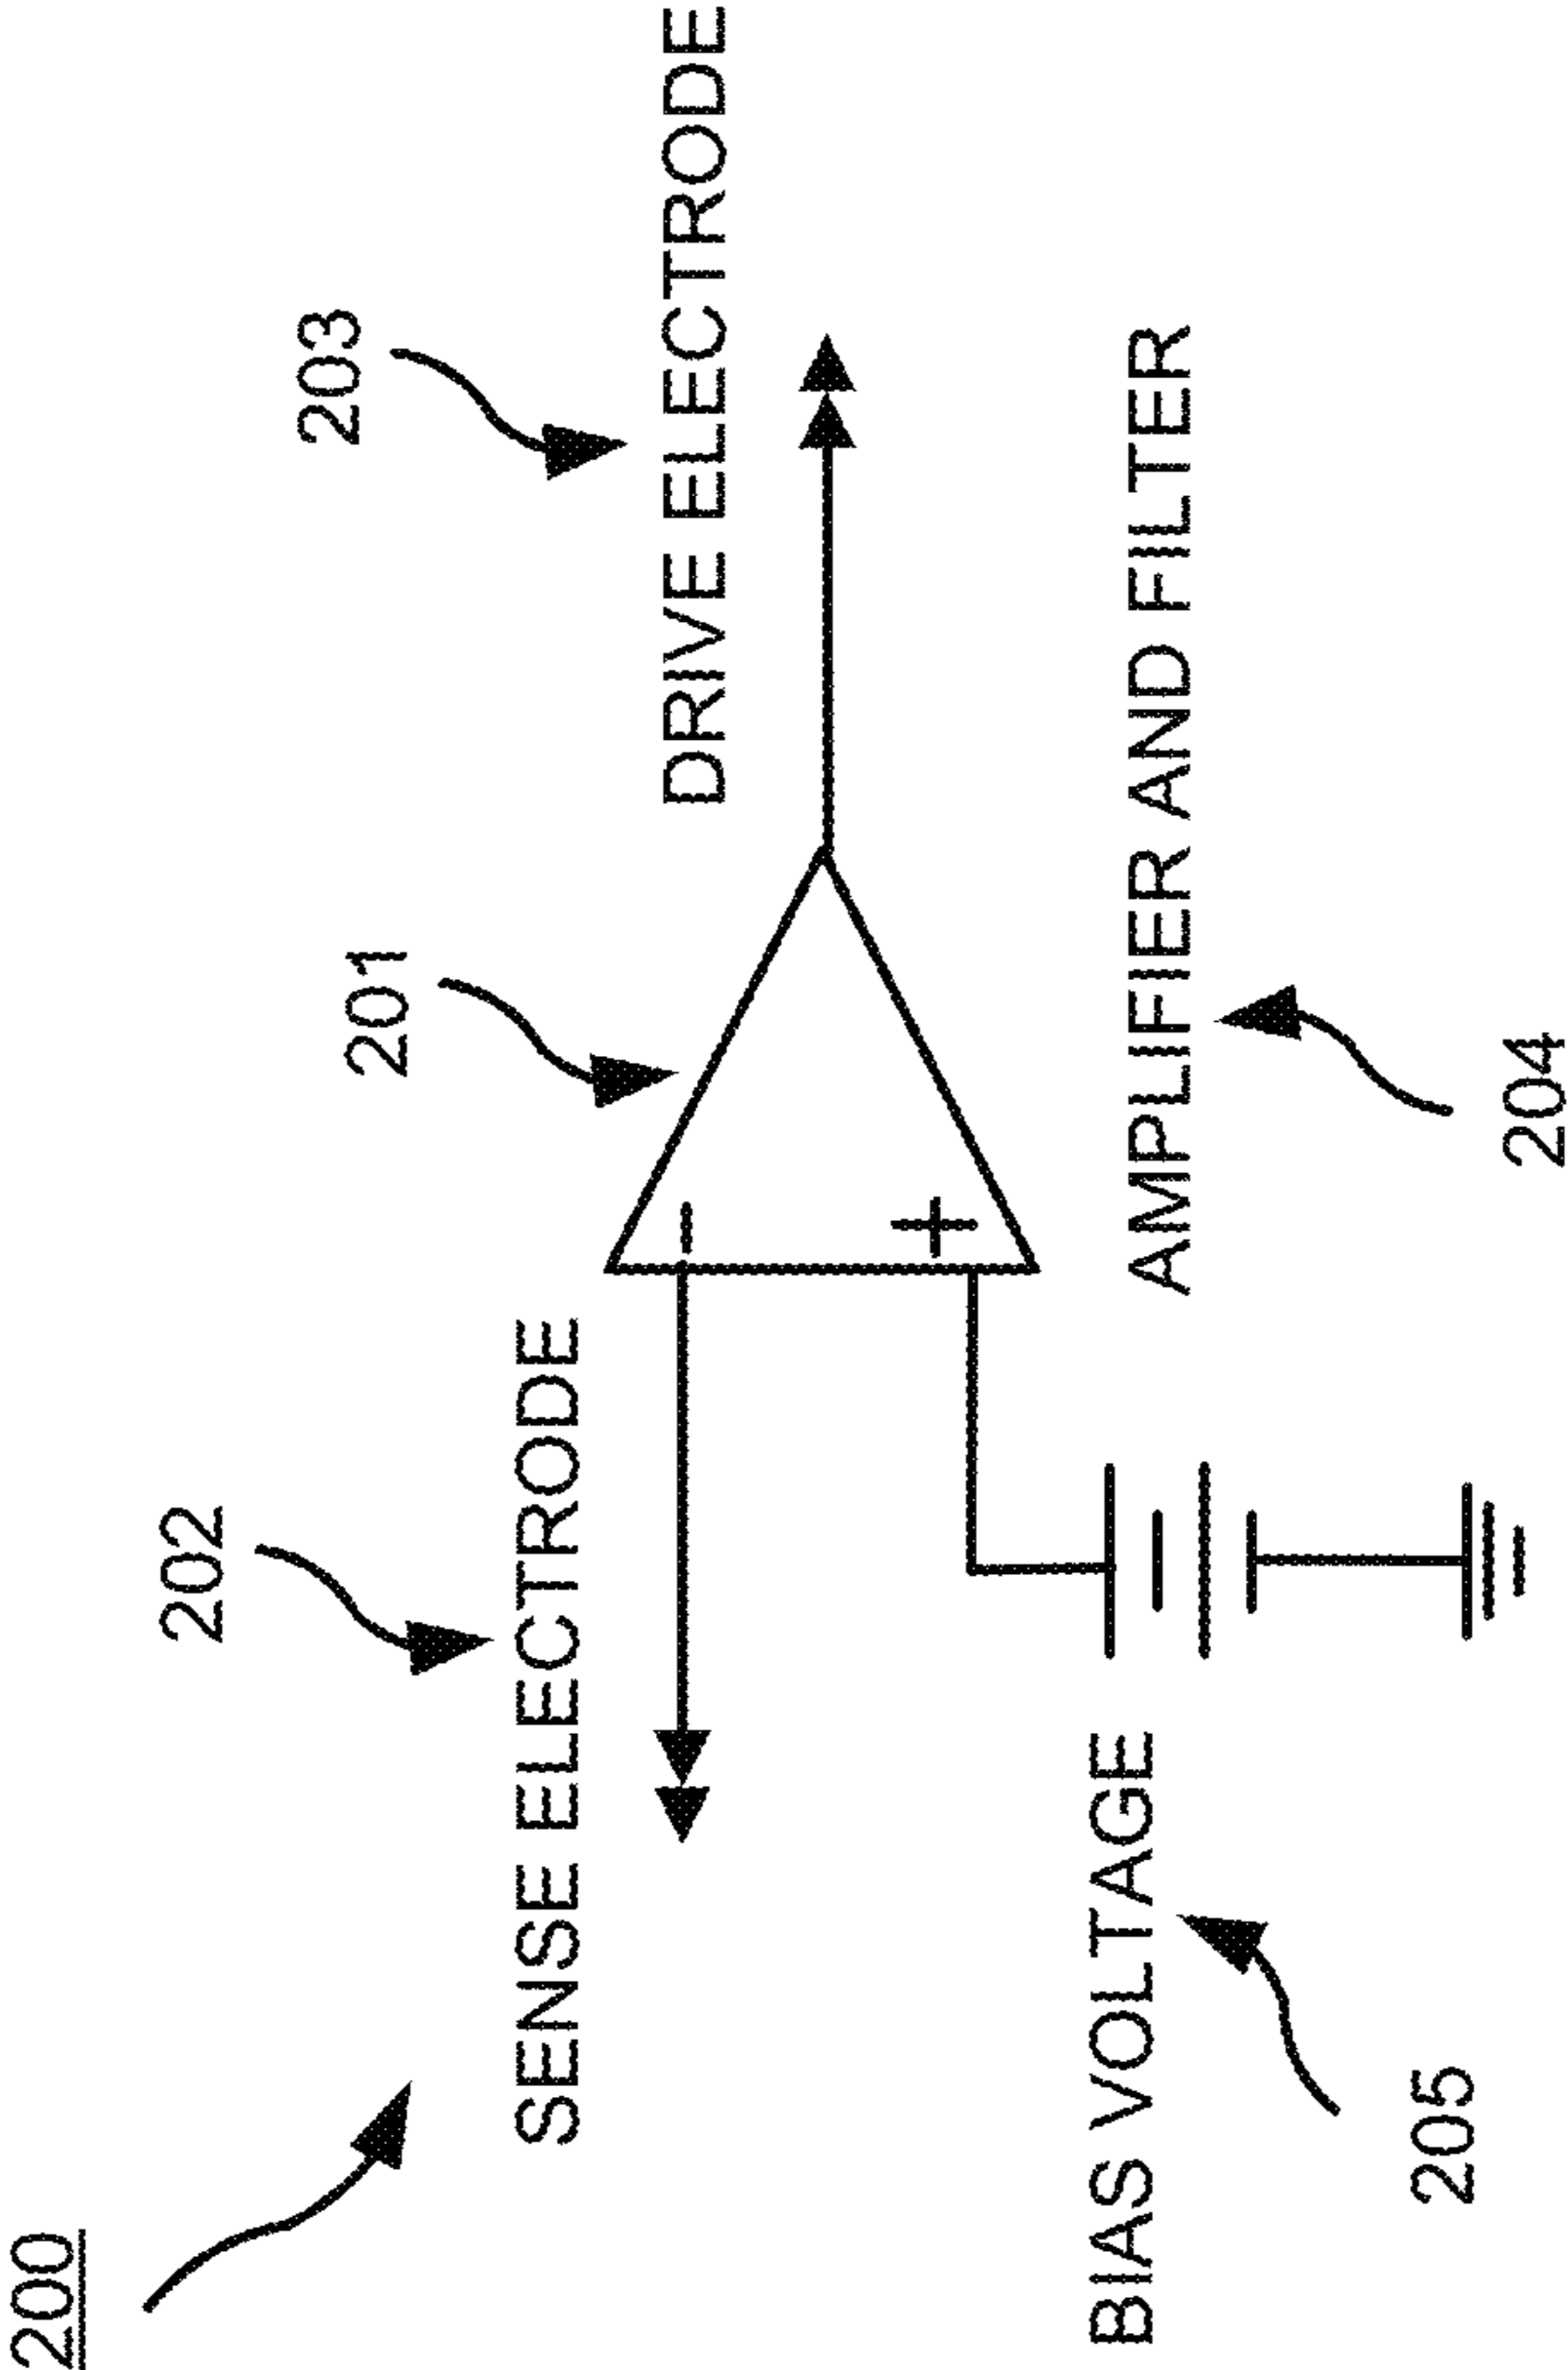 200
202
SENSE ELECTRODE
201
203
DRIVE ELECTRODE
−
+
BIAS VOLTAGE
205
AMPLIFIER AND FILTER
204